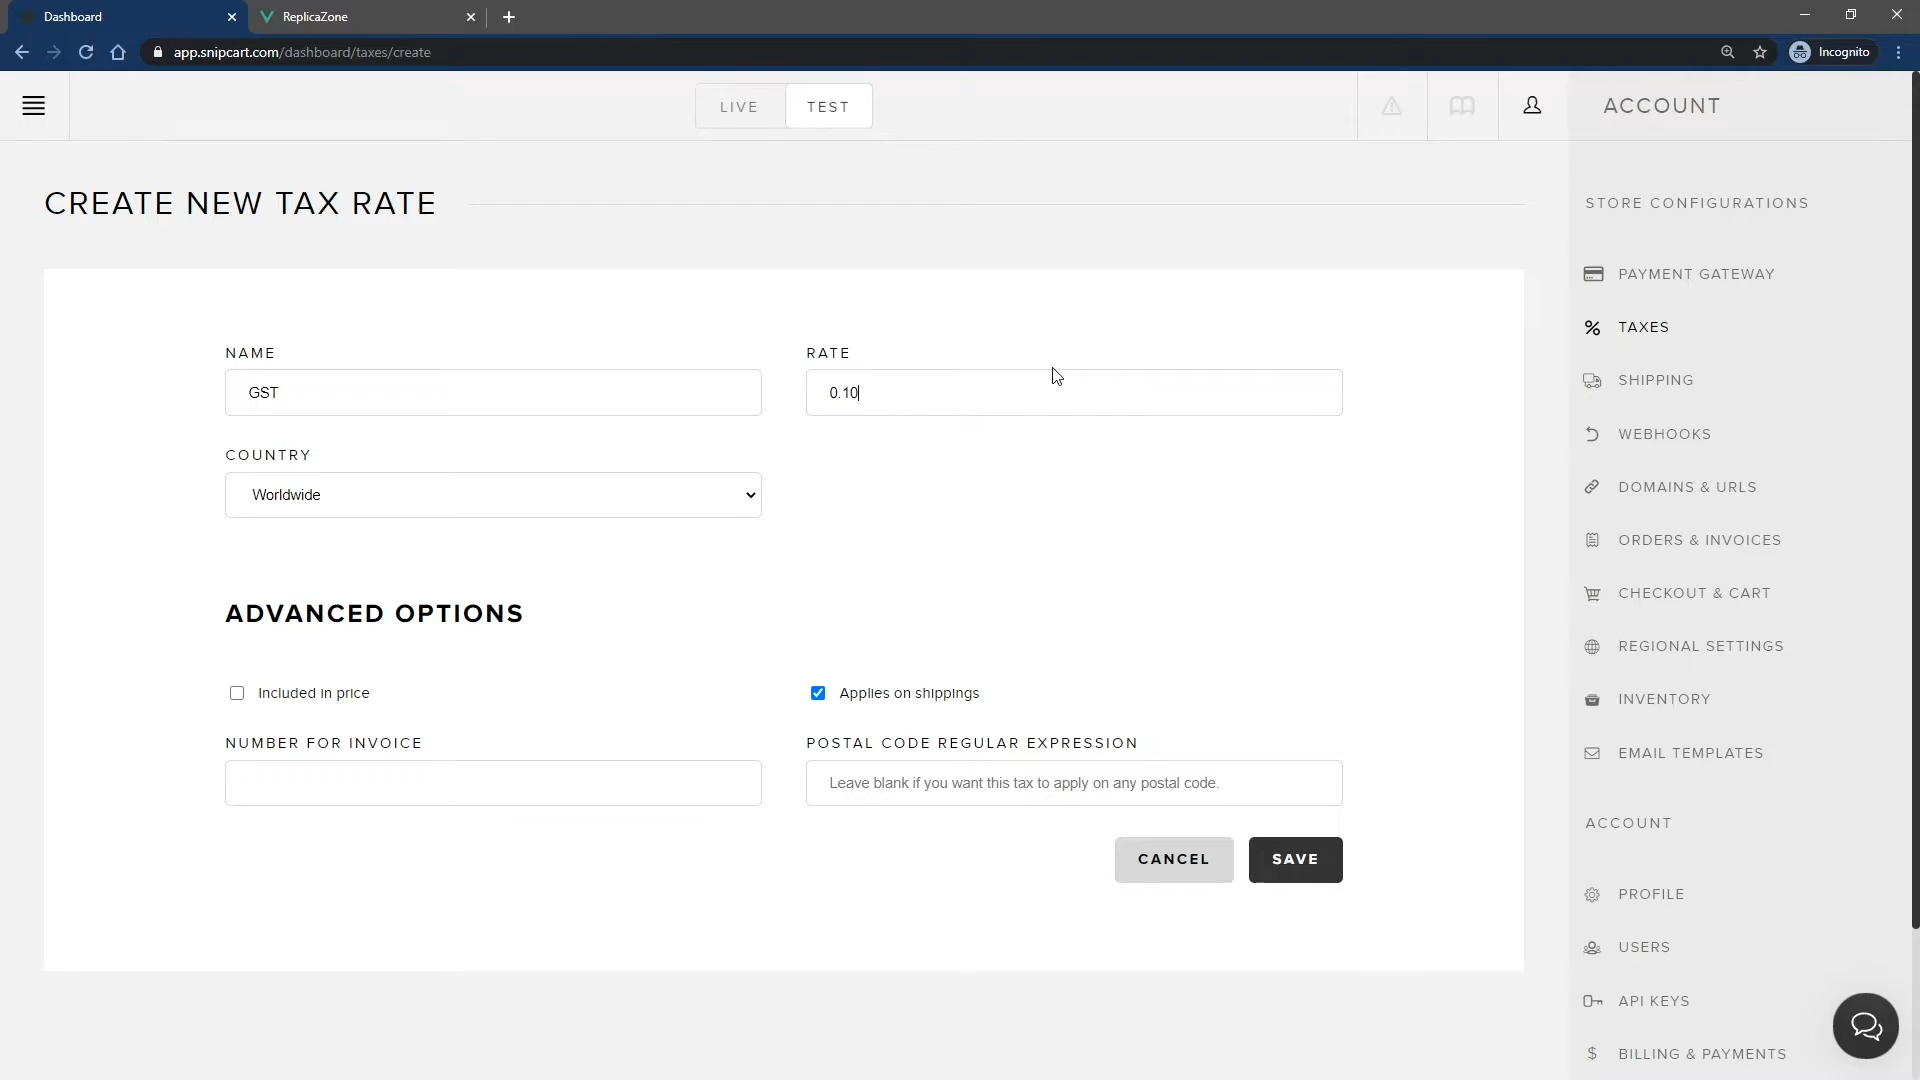 Dashboard
ReplicaZone
app.snipcart.com/dashboard/taxes/create
Incognito
LIVE
TEST
ACCOUNT
CREATE NEW TAX RATE
NAME
RATE
GST
0.10
COUNTRY
Worldwide
ADVANCED OPTIONS
Included in price
Applies on shippings
NUMBER FOR INVOICE
POSTAL CODE REGULAR EXPRESSION
Leave blank if you want this tax to apply on any postal code.
CANCEL
SAVE
STORE CONFIGURATIONS
PAYMENT GATEWAY
% TAXES
SHIPPING
WEBHOOKS
DOMAINS & URLS
ORDERS & INVOICES
CHECKOUT & CART
REGIONAL SETTINGS
INVENTORY
EMAIL TEMPLATES
ACCOUNT
PROFILE
USERS
API KEYS
$ BILLING & PAYMENTS